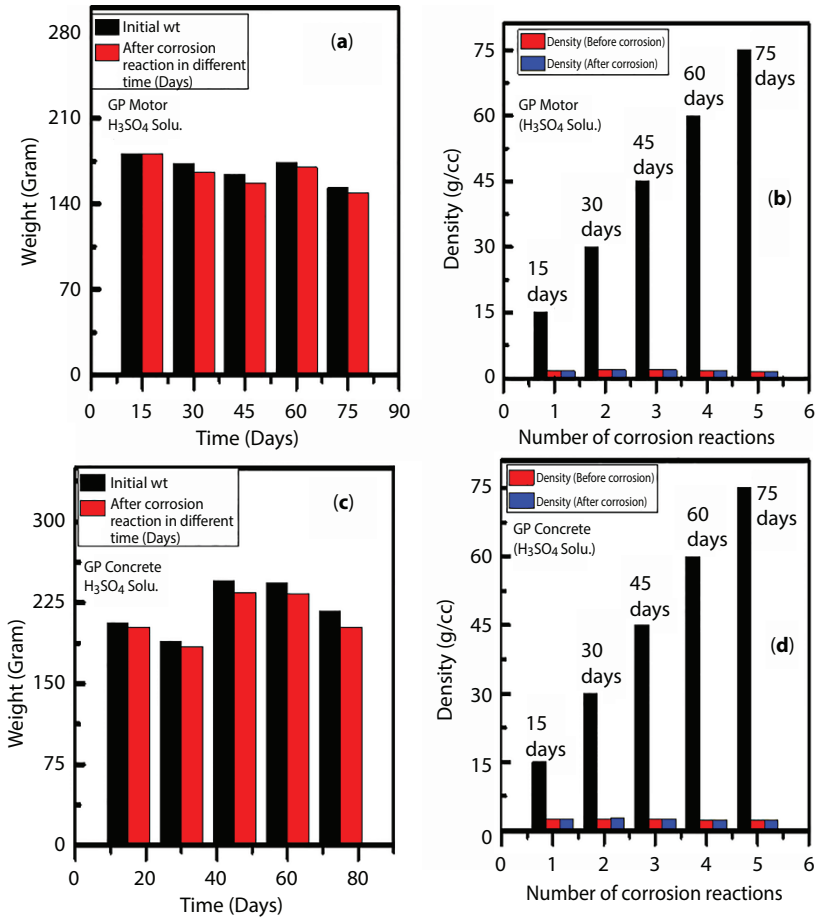 280
210
140
70
0
Weight (Gram)
Initial wt
After corrosion
reaction in different
time (Days)
(a)
GP Motor
H₃SO₄ Solu.
0 15 30 45 60 75 90
Time (Days)
75
60
45
30
15
0
Density (g/cc)
Density (Before corrosion)
Density (After corrosion)
GP Motor
(H₃SO₄ Solu.)
15
days
30
days
45
days
60
days
75
days
(b)
0 1 2 3 4 5 6
Number of corrosion reactions
300
225
150
75
0
Weight (Gram)
Initial wt
After corrosion
reaction in different
time (Days)
(c)
GP Concrete
H₃SO₄ Solu.
0 20 40 60 80
Time (Days)
75
60
45
30
15
0
Density (g/cc)
Density (Before corrosion)
Density (After corrosion)
GP Concrete
(H₃SO₄ Solu.)
15
days
30
days
45
days
60
days
75
days
(d)
0 1 2 3 4 5 6
Number of corrosion reactions